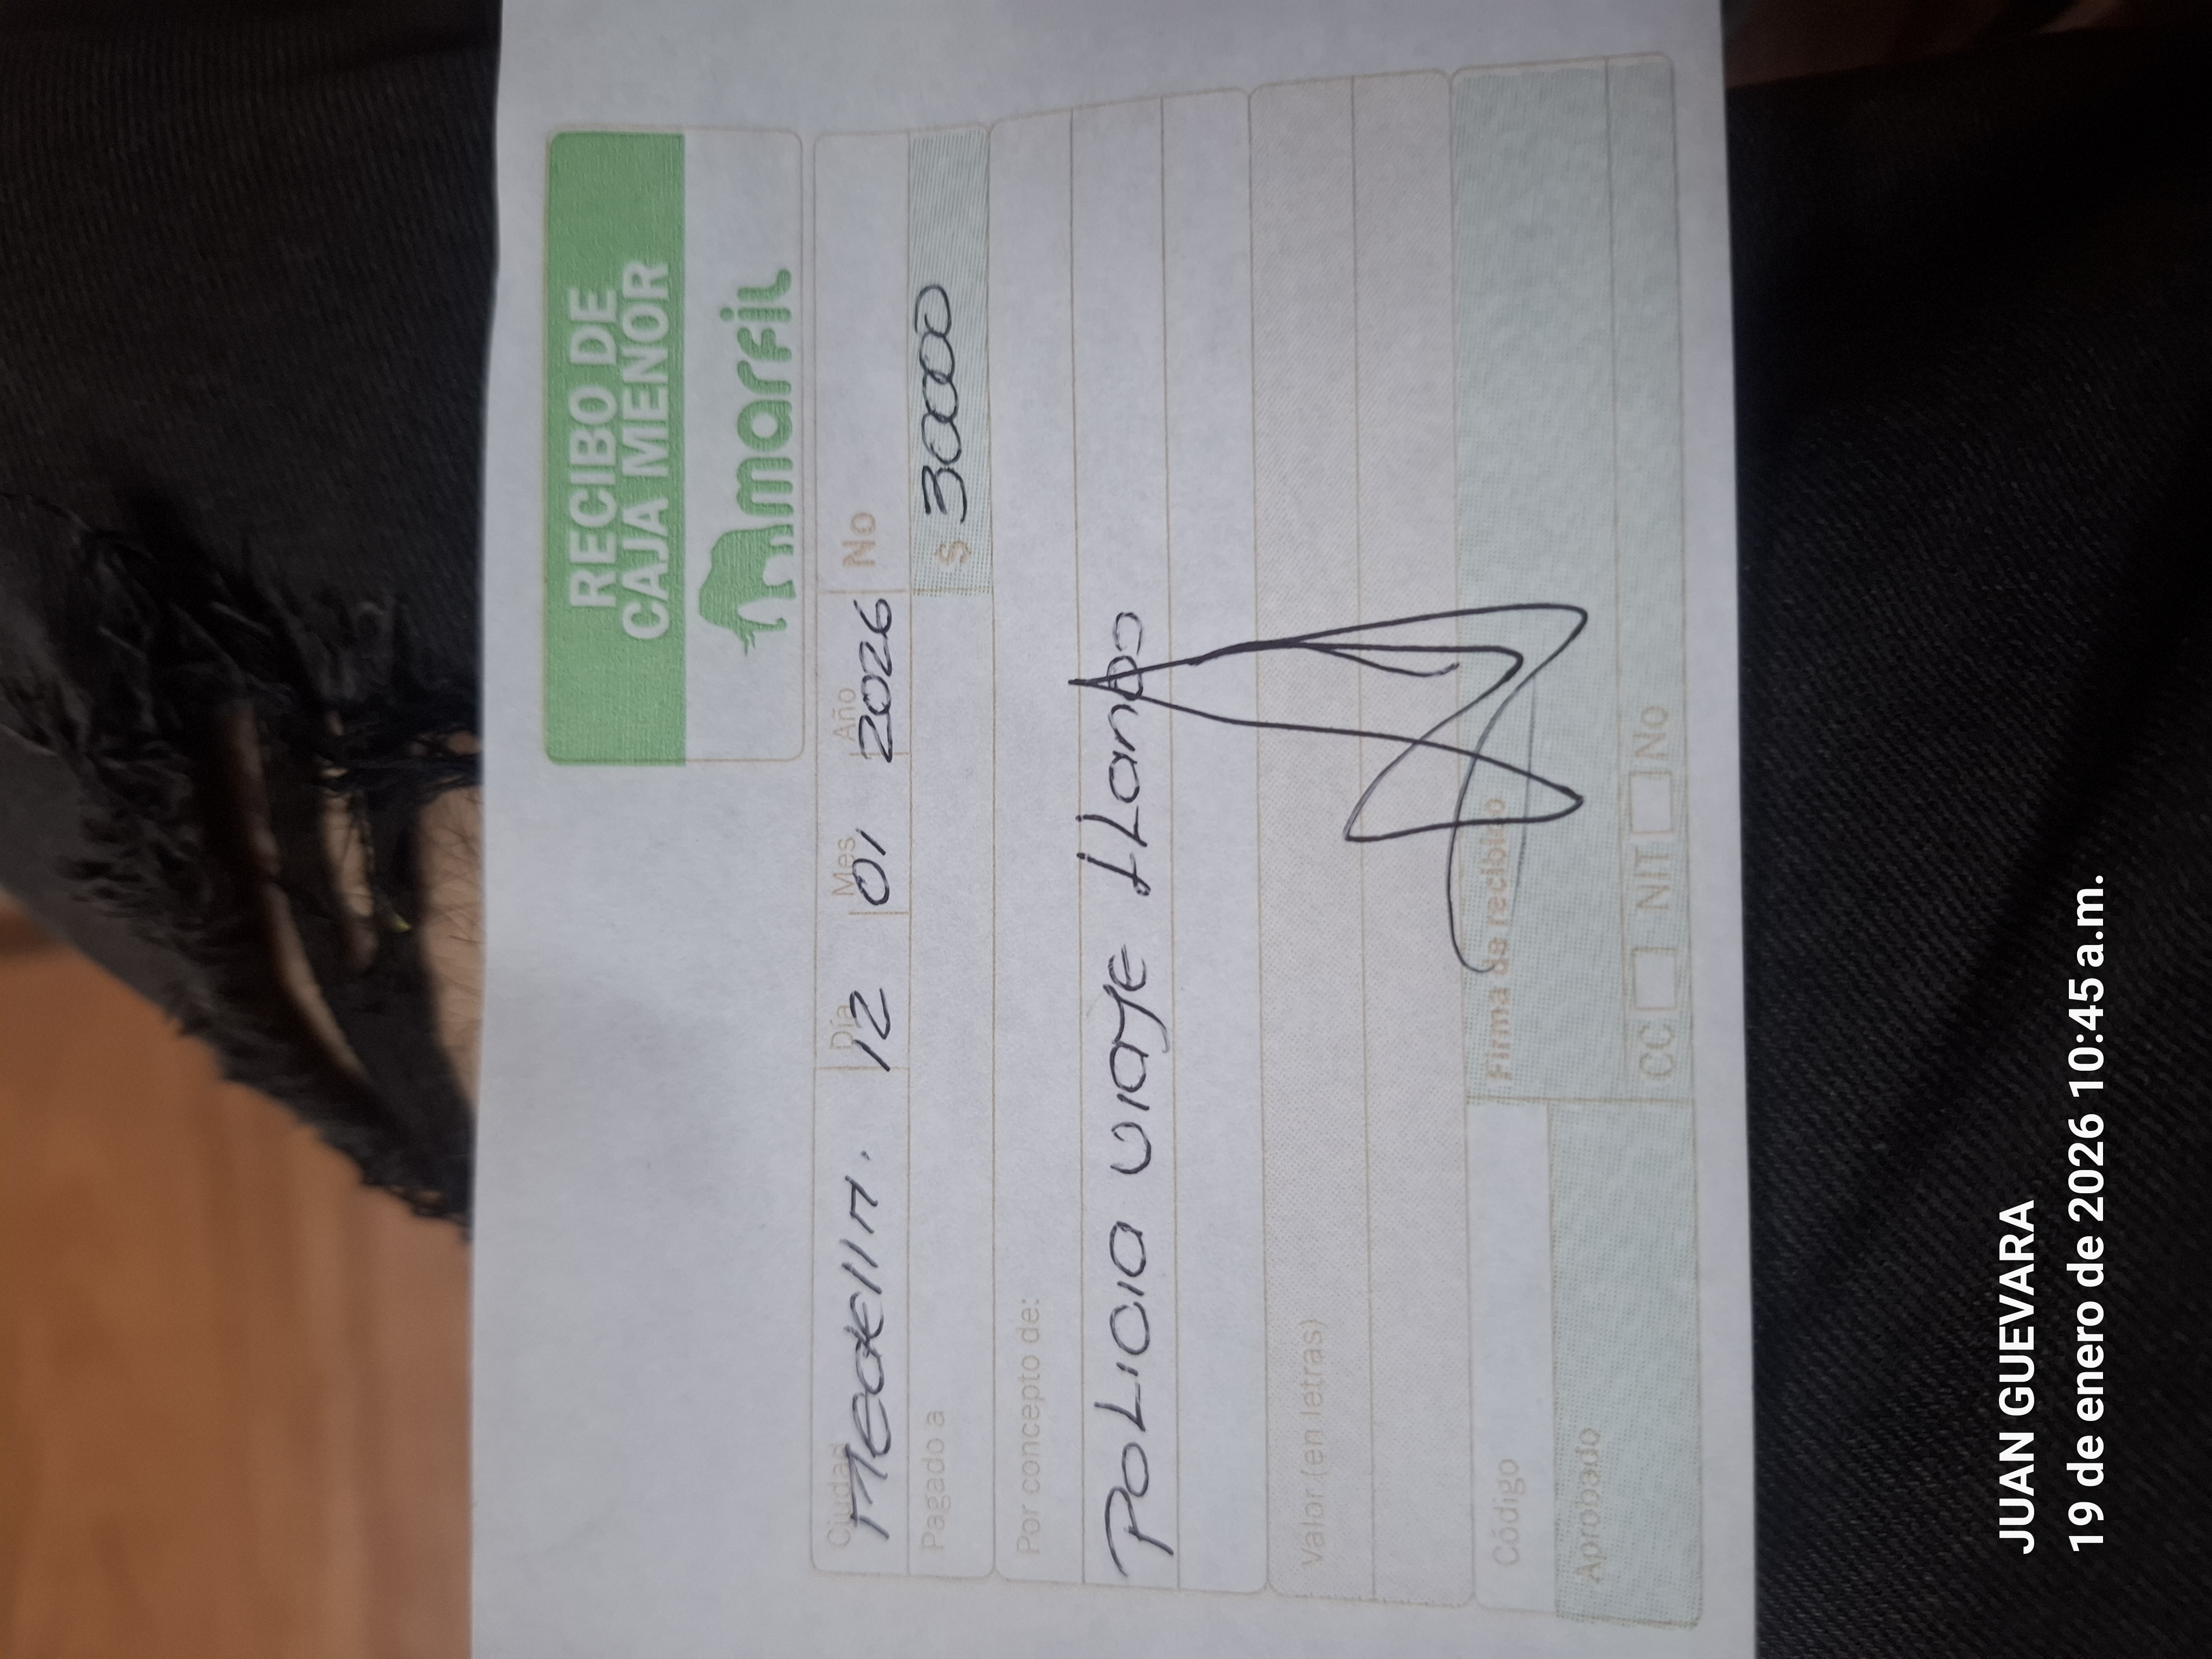 RECIBO DE
CAJA MENOR
marfil
Ciudad Día Mes Año No
Medellin. 12 01 2026
Pagado a $ 30000
Por concepto de:
Policia viaje LLanos
Valor (en letras)
Código Firma de recibido
Aprobado CC NIT No
JUAN GUEVARA
19 de enero de 2026 10:45 a.m.